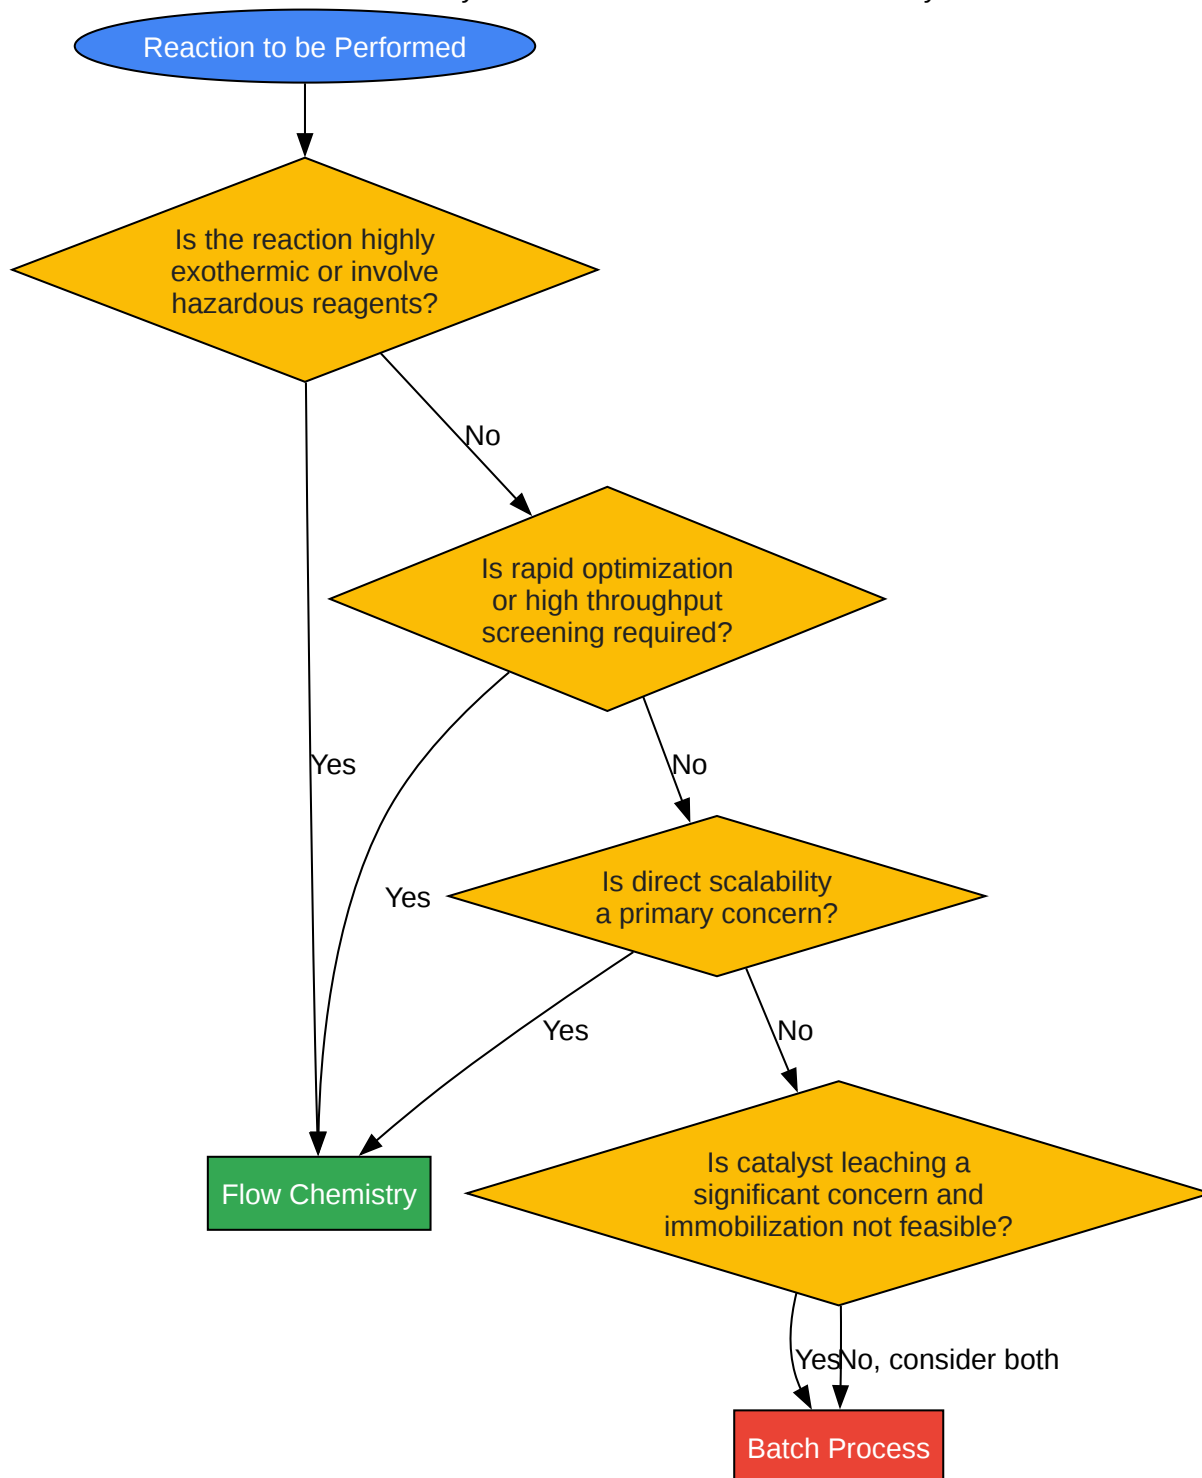 Reaction to be Performed
Is the reaction highly
exothermic or involve
hazardous reagents?
No
Is rapid optimization
or high throughput
screening required?
Yes
No
Is direct scalability
a primary concern?
Yes
Yes
No
Flow Chemistry
Is catalyst leaching a
significant concern and
immobilization not feasible?
Yes
No, consider both
Batch Process